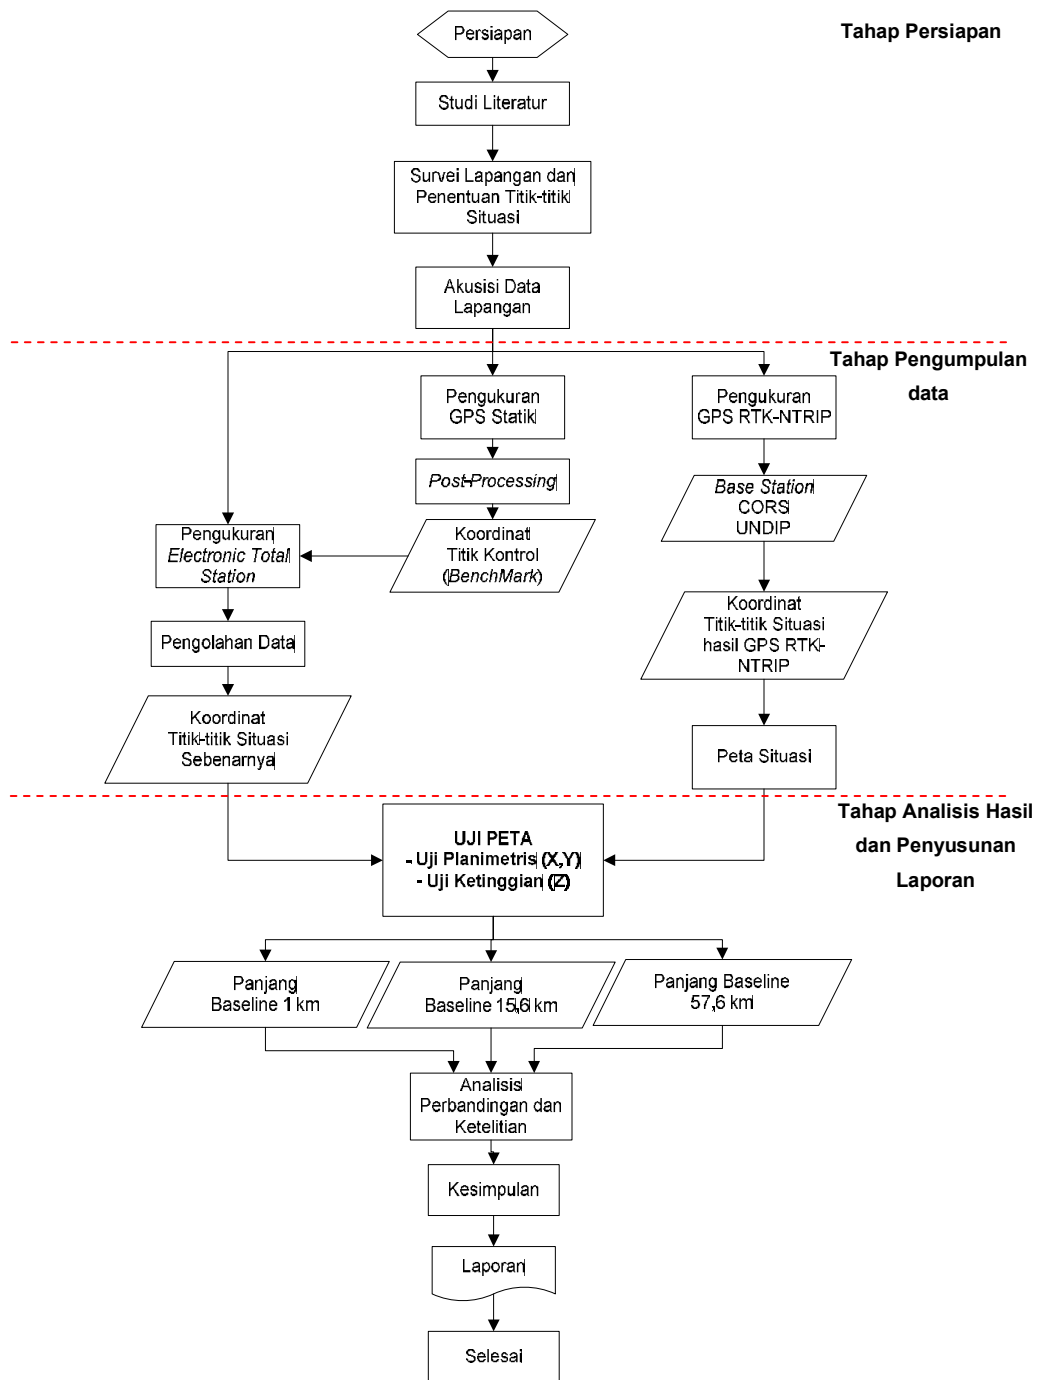 Persiapan
Tahap Persiapan
Studi Literatur
Survei Lapangan dan
Penentuan Titik-titik
Situasi
Akusisi Data
Lapangan
Tahap Pengumpulan
data
Pengukuran
GPS Statik
Pengukuran
GPS RTK-NTRIP
Post-Processing
Base Station
CORS
UNDIP
Pengukuran
Electronic Total
Station
Koordinat
Titik Kontrol
(BenchMark)
Koordinat
Titik-titik Situasi
hasil GPS RTK-
NTRIP
Pengolahan Data
Koordinat
Titik-titik Situasi
Sebenarnya
Peta Situasi
Tahap Analisis Hasil
dan Penyusunan
Laporan
UJI PETA
- Uji Planimetris (X,Y)
- Uji Ketinggian (Z)
Panjang
Baseline 1 km
Panjang
Baseline 15,6 km
Panjang Baseline
57,6 km
Analisis
Perbandingan dan
Ketelitian
Kesimpulan
Laporan
Selesai